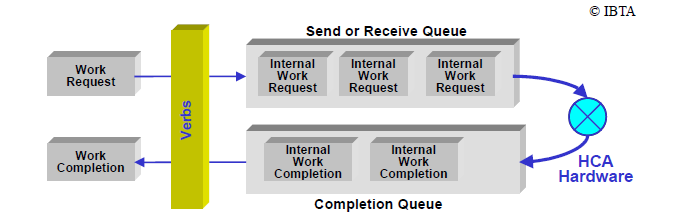 © IBTA
Send or Receive Queue
Work
Request
Verbs
Internal
Work
Request
Internal
Work
Request
Internal
Work
Request
Work
Completion
Internal
Work
Completion
Internal
Work
Completion
HCA
Hardware
Completion Queue